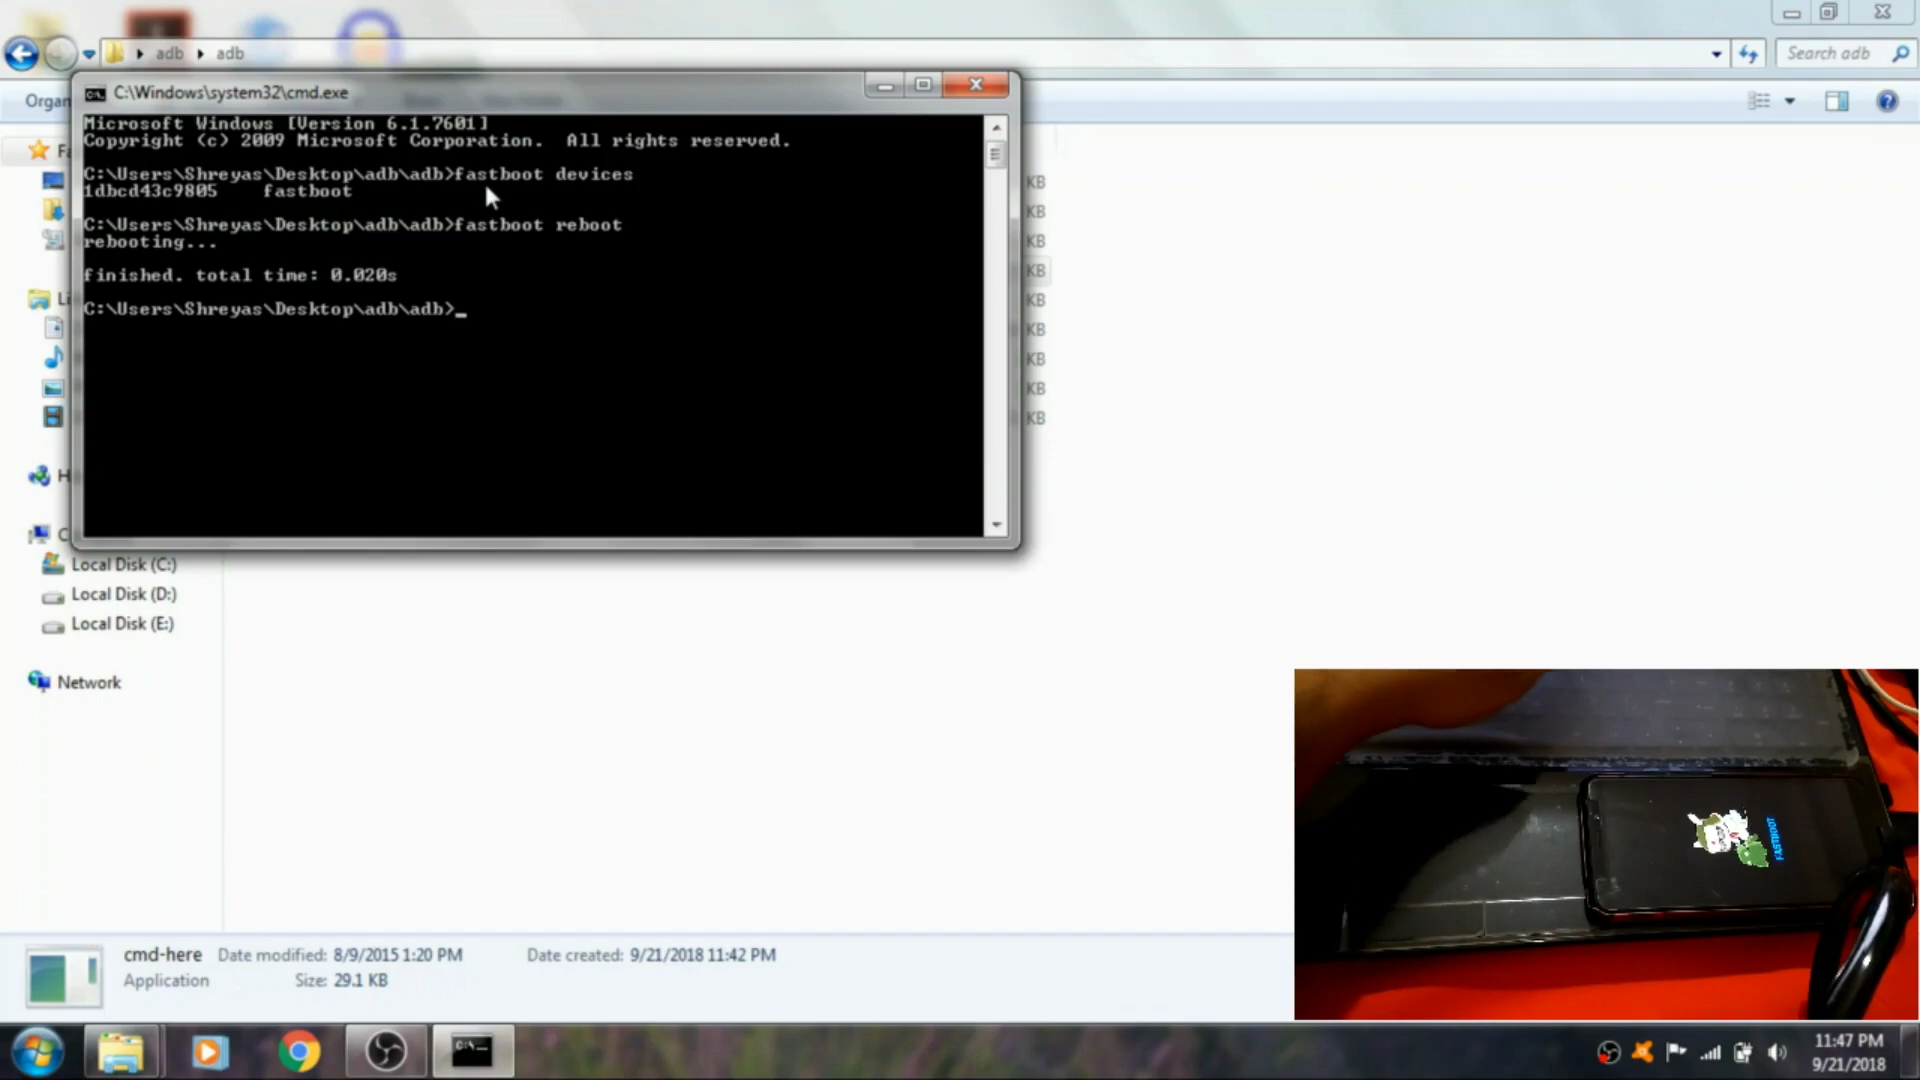 adb adb
Search adb
C:\Windows\system32\cmd.exe
Organ
Microsoft Windows [Version 6.1.7601]
Copyright (c) 2009 Microsoft Corporation. All rights reserved.
C:\Users\Shreyas\Desktop\adb\adb>fastboot devices
1dbcd43c9805 fastboot
C:\Users\Shreyas\Desktop\adb\adb>fastboot reboot
rebooting...
finished. total time: 0.020s
C:\Users\Shreyas\Desktop\adb\adb>_
Fa
Li
H
C
KB
KB
KB
KB
KB
KB
KB
KB
KB
Local Disk (C:)
Local Disk (D:)
Local Disk (E:)
Network
FASTBOOT
cmd-here Date modified: 8/9/2015 1:20 PM Date created: 9/21/2018 11:42 PM
Application Size: 29.1 KB
C:\_
11:47 PM
9/21/2018